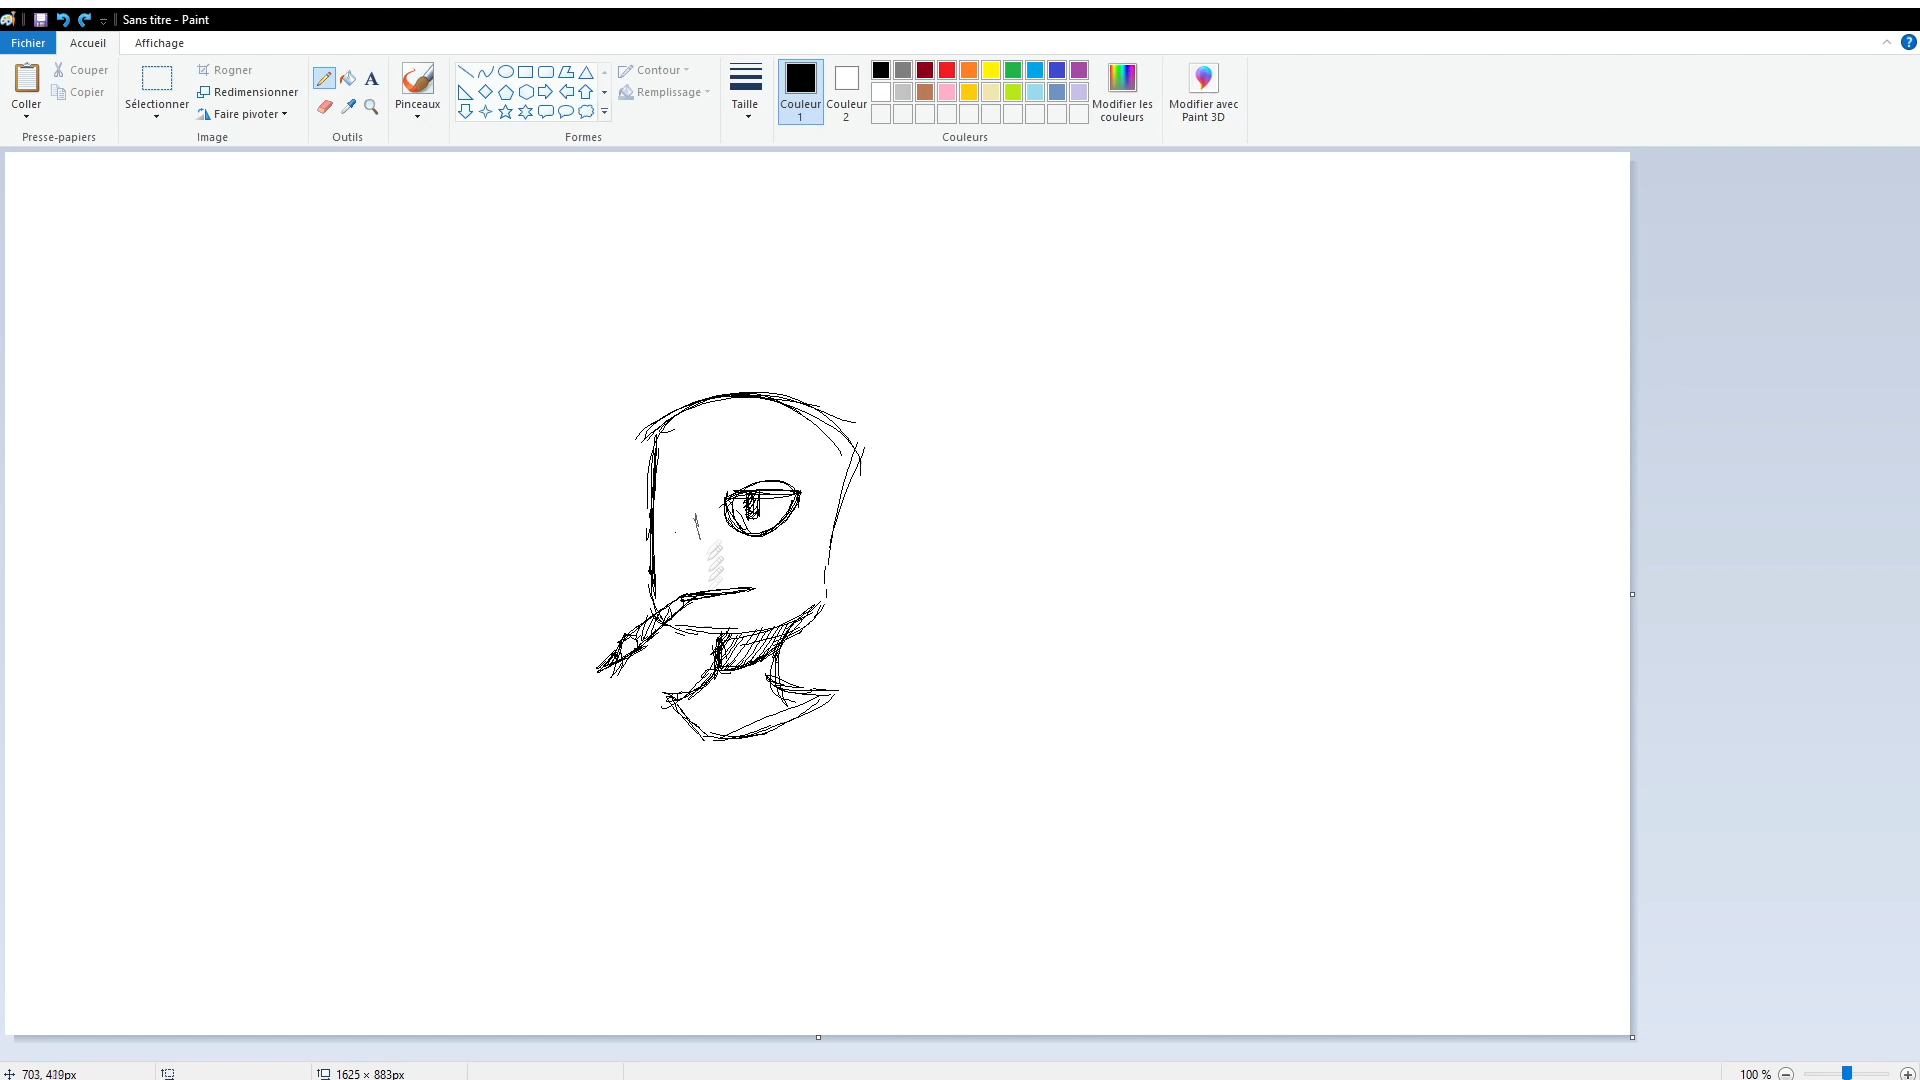 Sans titre - Paint
Fichier Accueil Affichage
Coller
Couper
Copier
Presse-papiers
Sélectionner
Rogner
Redimensionner
Faire pivoter
Image
Outils
Pinceaux
Contour
Remplissage
Formes
Taille
Couleur 1
Couleur 2
Modifier les couleurs
Couleurs
Modifier avec Paint 3D
1625 × 883px
100 %